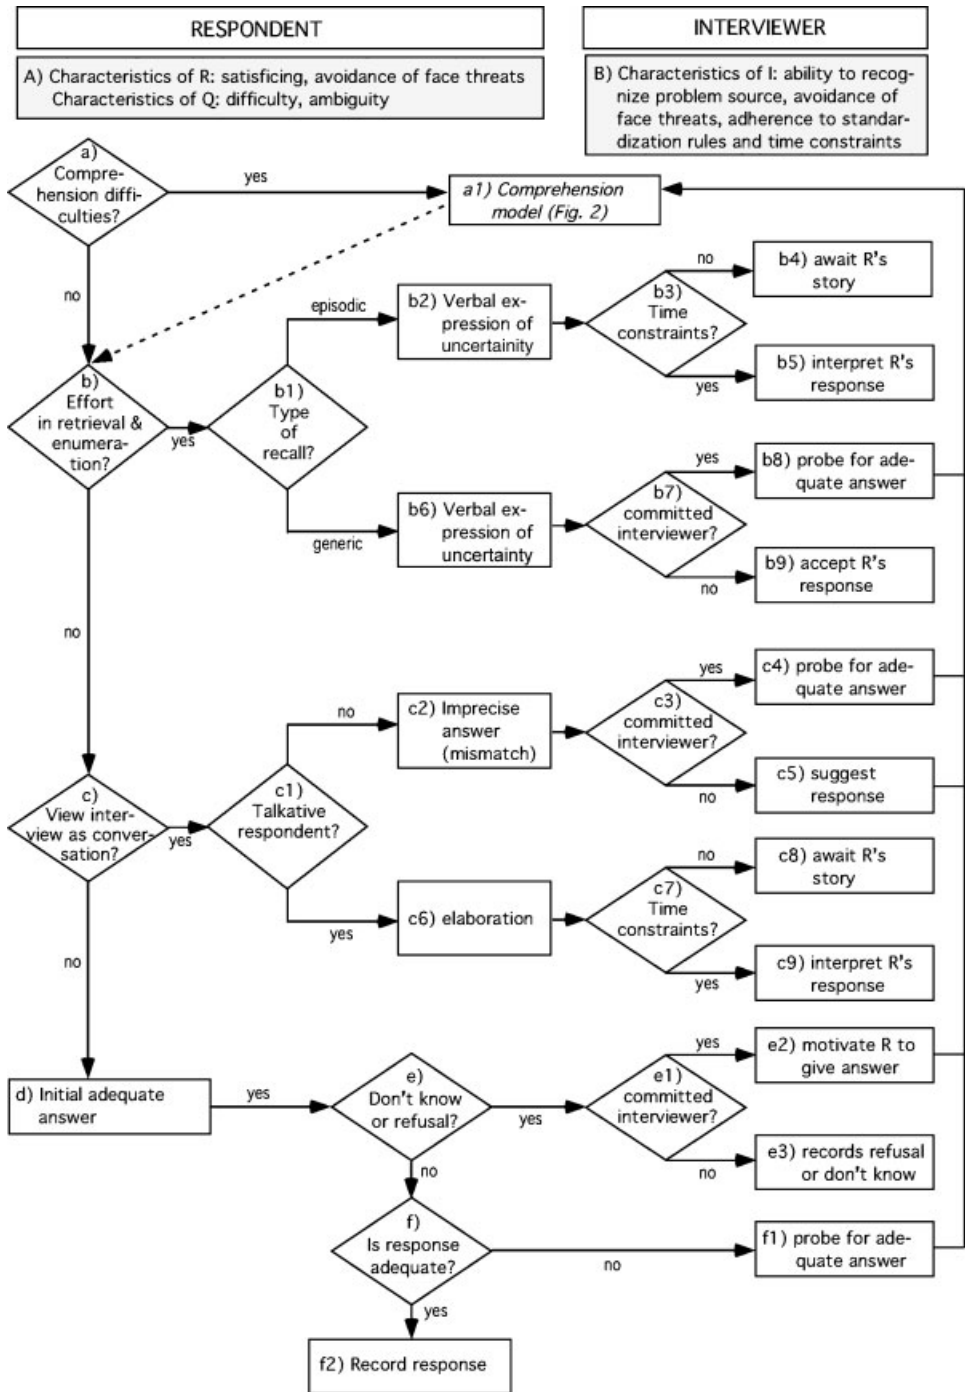 RESPONDENT
INTERVIEWER
A) Characteristics of R: satisficing, avoidance of face threats
Characteristics of Q: difficulty, ambiguity
B) Characteristics of I: ability to recog-
nize problem source, avoidance of
face threats, adherence to standar-
dization rules and time constraints
a)
Compre-
hension diffi-
culties?
yes
a1) Comprehension
model (Fig. 2)
no
b)
Effort
in retrieval &
enumera-
tion?
yes
b1)
Type
of
recall?
episodic
b2) Verbal ex-
pression of
uncertainty
b3)
Time
constraints?
no
b4) await R's
story
yes
b5) interpret R's
response
generic
b6) Verbal ex-
pression of
uncertainty
b7)
committed
interviewer?
yes
b8) probe for ade-
quate answer
no
b9) accept R's
response
no
c)
View inter-
view as conver-
sation?
yes
c1)
Talkative
respondent?
no
c2) Imprecise
answer
(mismatch)
c3)
committed
interviewer?
yes
c4) probe for ade-
quate answer
no
c5) suggest
response
yes
c6) elaboration
c7)
Time
constraints?
no
c8) await R's
story
yes
c9) interpret R's
response
no
d) Initial adequate
answer
yes
e)
Don't know
or refusal?
yes
e1)
committed
interviewer?
yes
e2) motivate R to
give answer
no
e3) records refusal
or don't know
no
f)
Is response
adequate?
no
f1) probe for ade-
quate answer
yes
f2) Record response